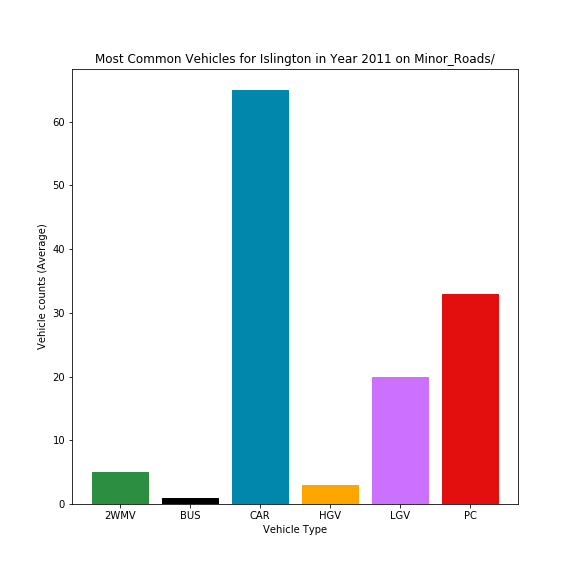 Most Common Vehicles for Islington in Year 2011 on Minor_Roads/
60
50
40
30
20
10
0
Vehicle counts (Average)
2WMV BUS CAR HGV LGV PC
Vehicle Type